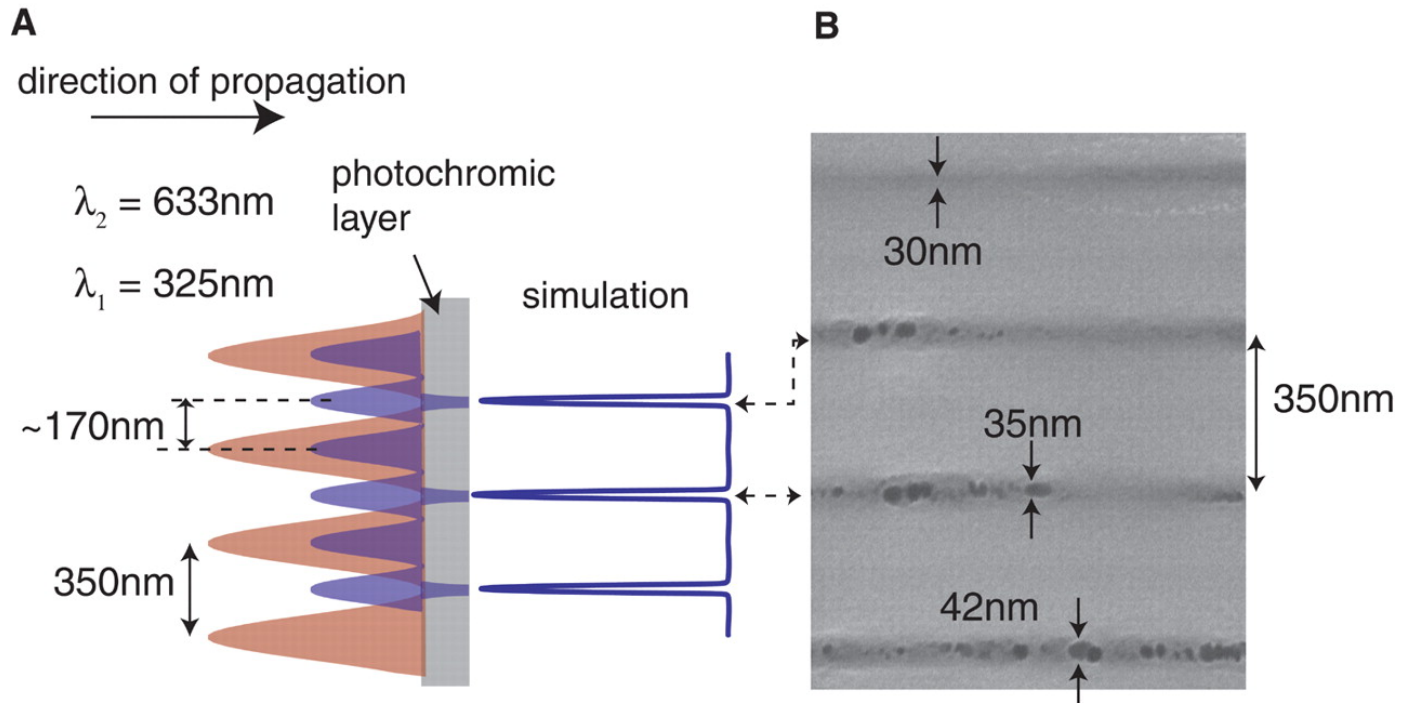 A
direction of propagation
λ₂ = 633nm
λ₁ = 325nm
photochromic
layer
simulation
~170nm
350nm
B
30nm
350nm
35nm
42nm